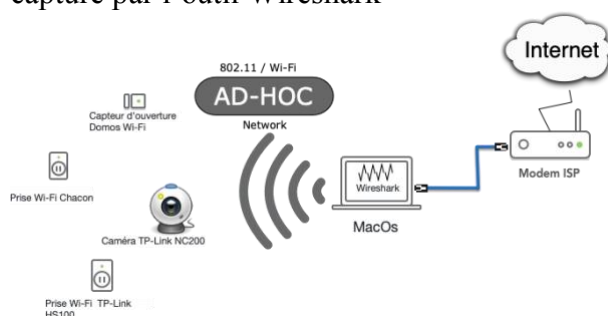 capturé par l'outil Wireshark
Internet
802.11 / Wi-Fi
AD-HOC
Network
Capteur d'ouverture
Domos Wi-Fi
Prise Wi-Fi Chacon
Caméra TP-Link NC200
Wireshark
MacOs
Modem ISP
Prise Wi-Fi TP-Link
HS100